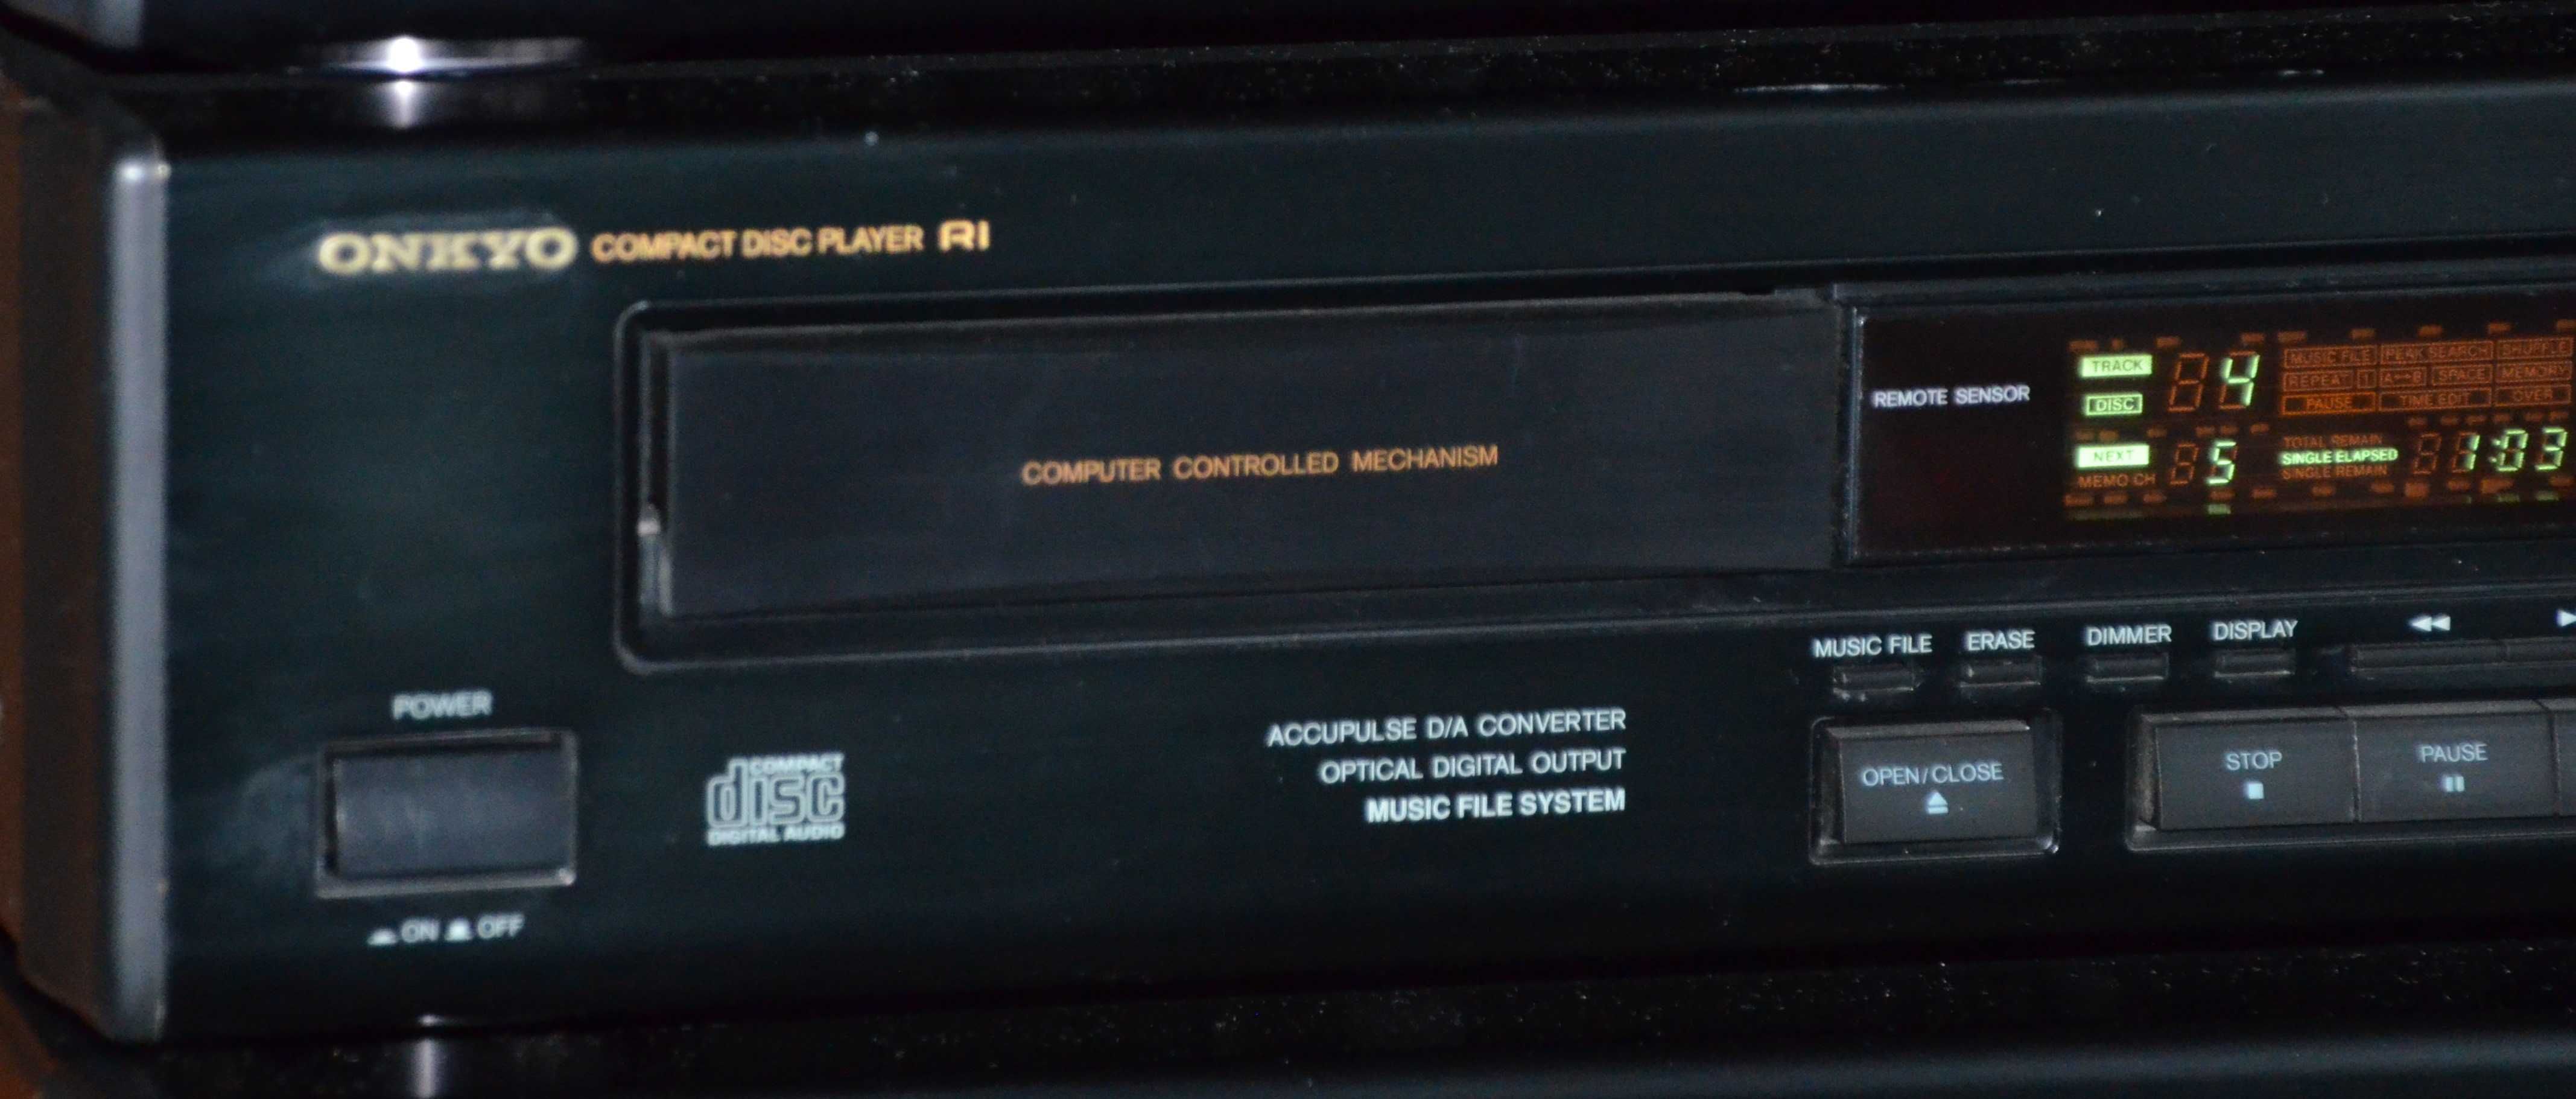 ONKYO COMPACT DISC PLAYER RI
COMPUTER CONTROLLED MECHANISM
REMOTE SENSOR
TRACK 4
DISC
MUSIC FILE PEAK SEARCH SHUFFLE
REPEAT 1 A↔B SPACE MEMORY
PAUSE TIME EDIT OVER
NEXT 5
MEMO CH
TOTAL REMAIN
SINGLE ELAPSED 1:03
SINGLE REMAIN
MUSIC FILE ERASE DIMMER DISPLAY
POWER
ON OFF
COMPACT
disc
DIGITAL AUDIO
ACCUPULSE D/A CONVERTER
OPTICAL DIGITAL OUTPUT
MUSIC FILE SYSTEM
OPEN/CLOSE
STOP
PAUSE